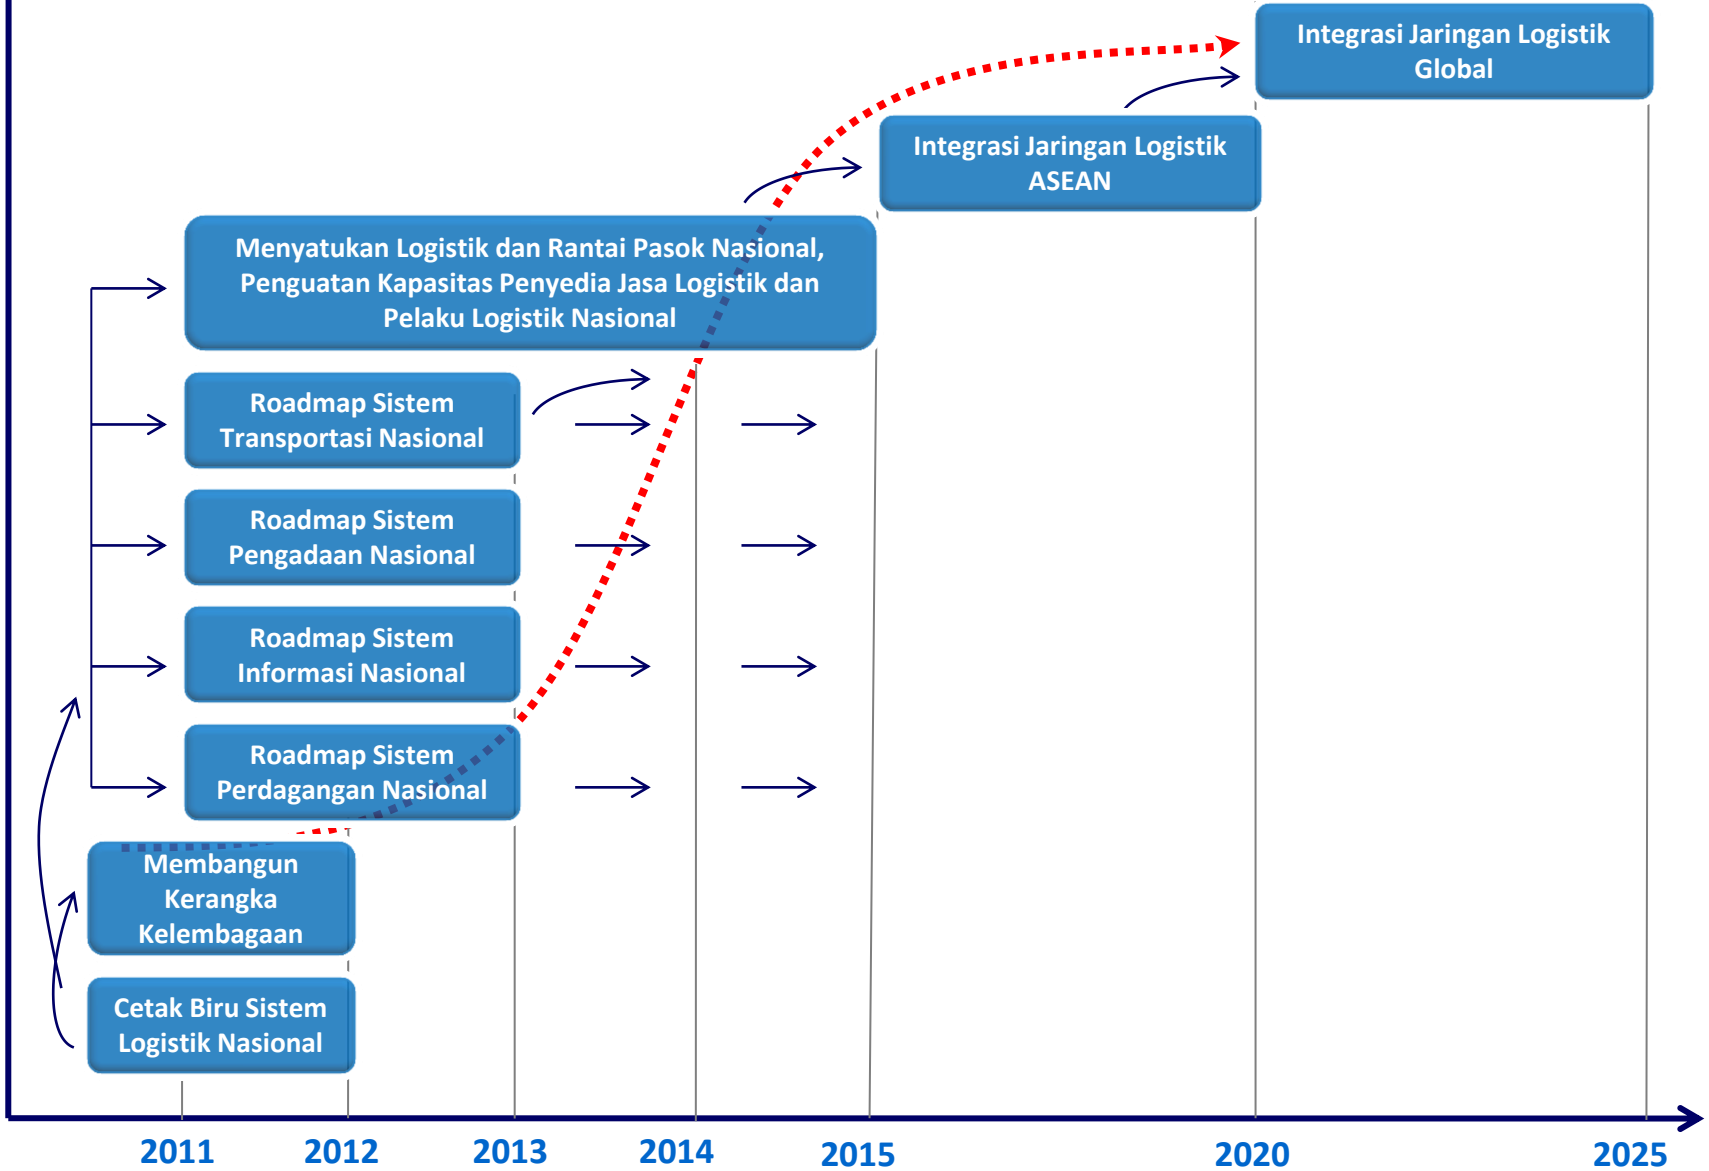 Integrasi Jaringan Logistik
Global
Integrasi Jaringan Logistik
ASEAN
Menyatukan Logistik dan Rantai Pasok Nasional,
Penguatan Kapasitas Penyedia Jasa Logistik dan
Pelaku Logistik Nasional
Roadmap Sistem
Transportasi Nasional
Roadmap Sistem
Pengadaan Nasional
Roadmap Sistem
Informasi Nasional
Roadmap Sistem
Perdagangan Nasional
Membangun
Kerangka
Kelembagaan
Cetak Biru Sistem
Logistik Nasional
2011 2012 2013 2014 2015 2020 2025